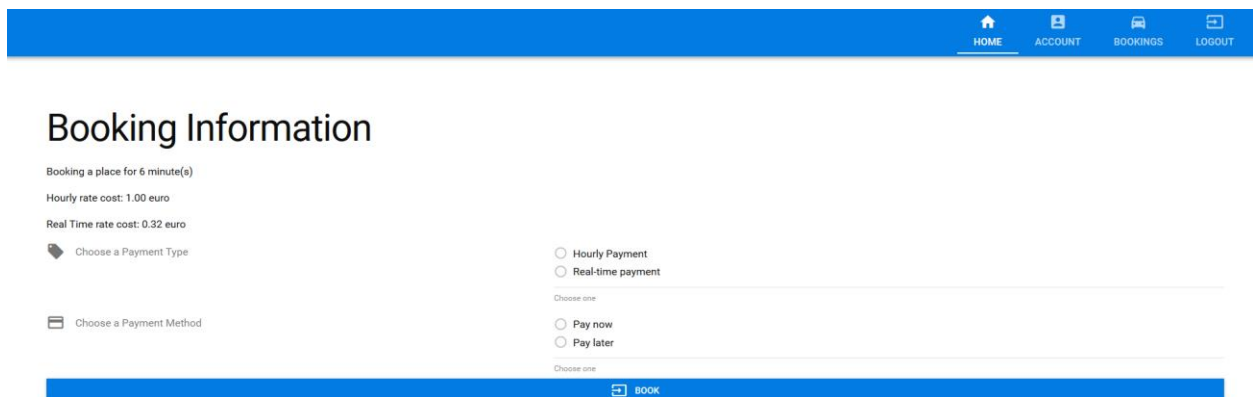 HOME ACCOUNT BOOKINGS LOGOUT
Booking Information
Booking a place for 6 minute(s)
Hourly rate cost: 1.00 euro
Real Time rate cost: 0.32 euro
Choose a Payment Type
Hourly Payment
Real-time payment
Choose one
Choose a Payment Method
Pay now
Pay later
Choose one
BOOK